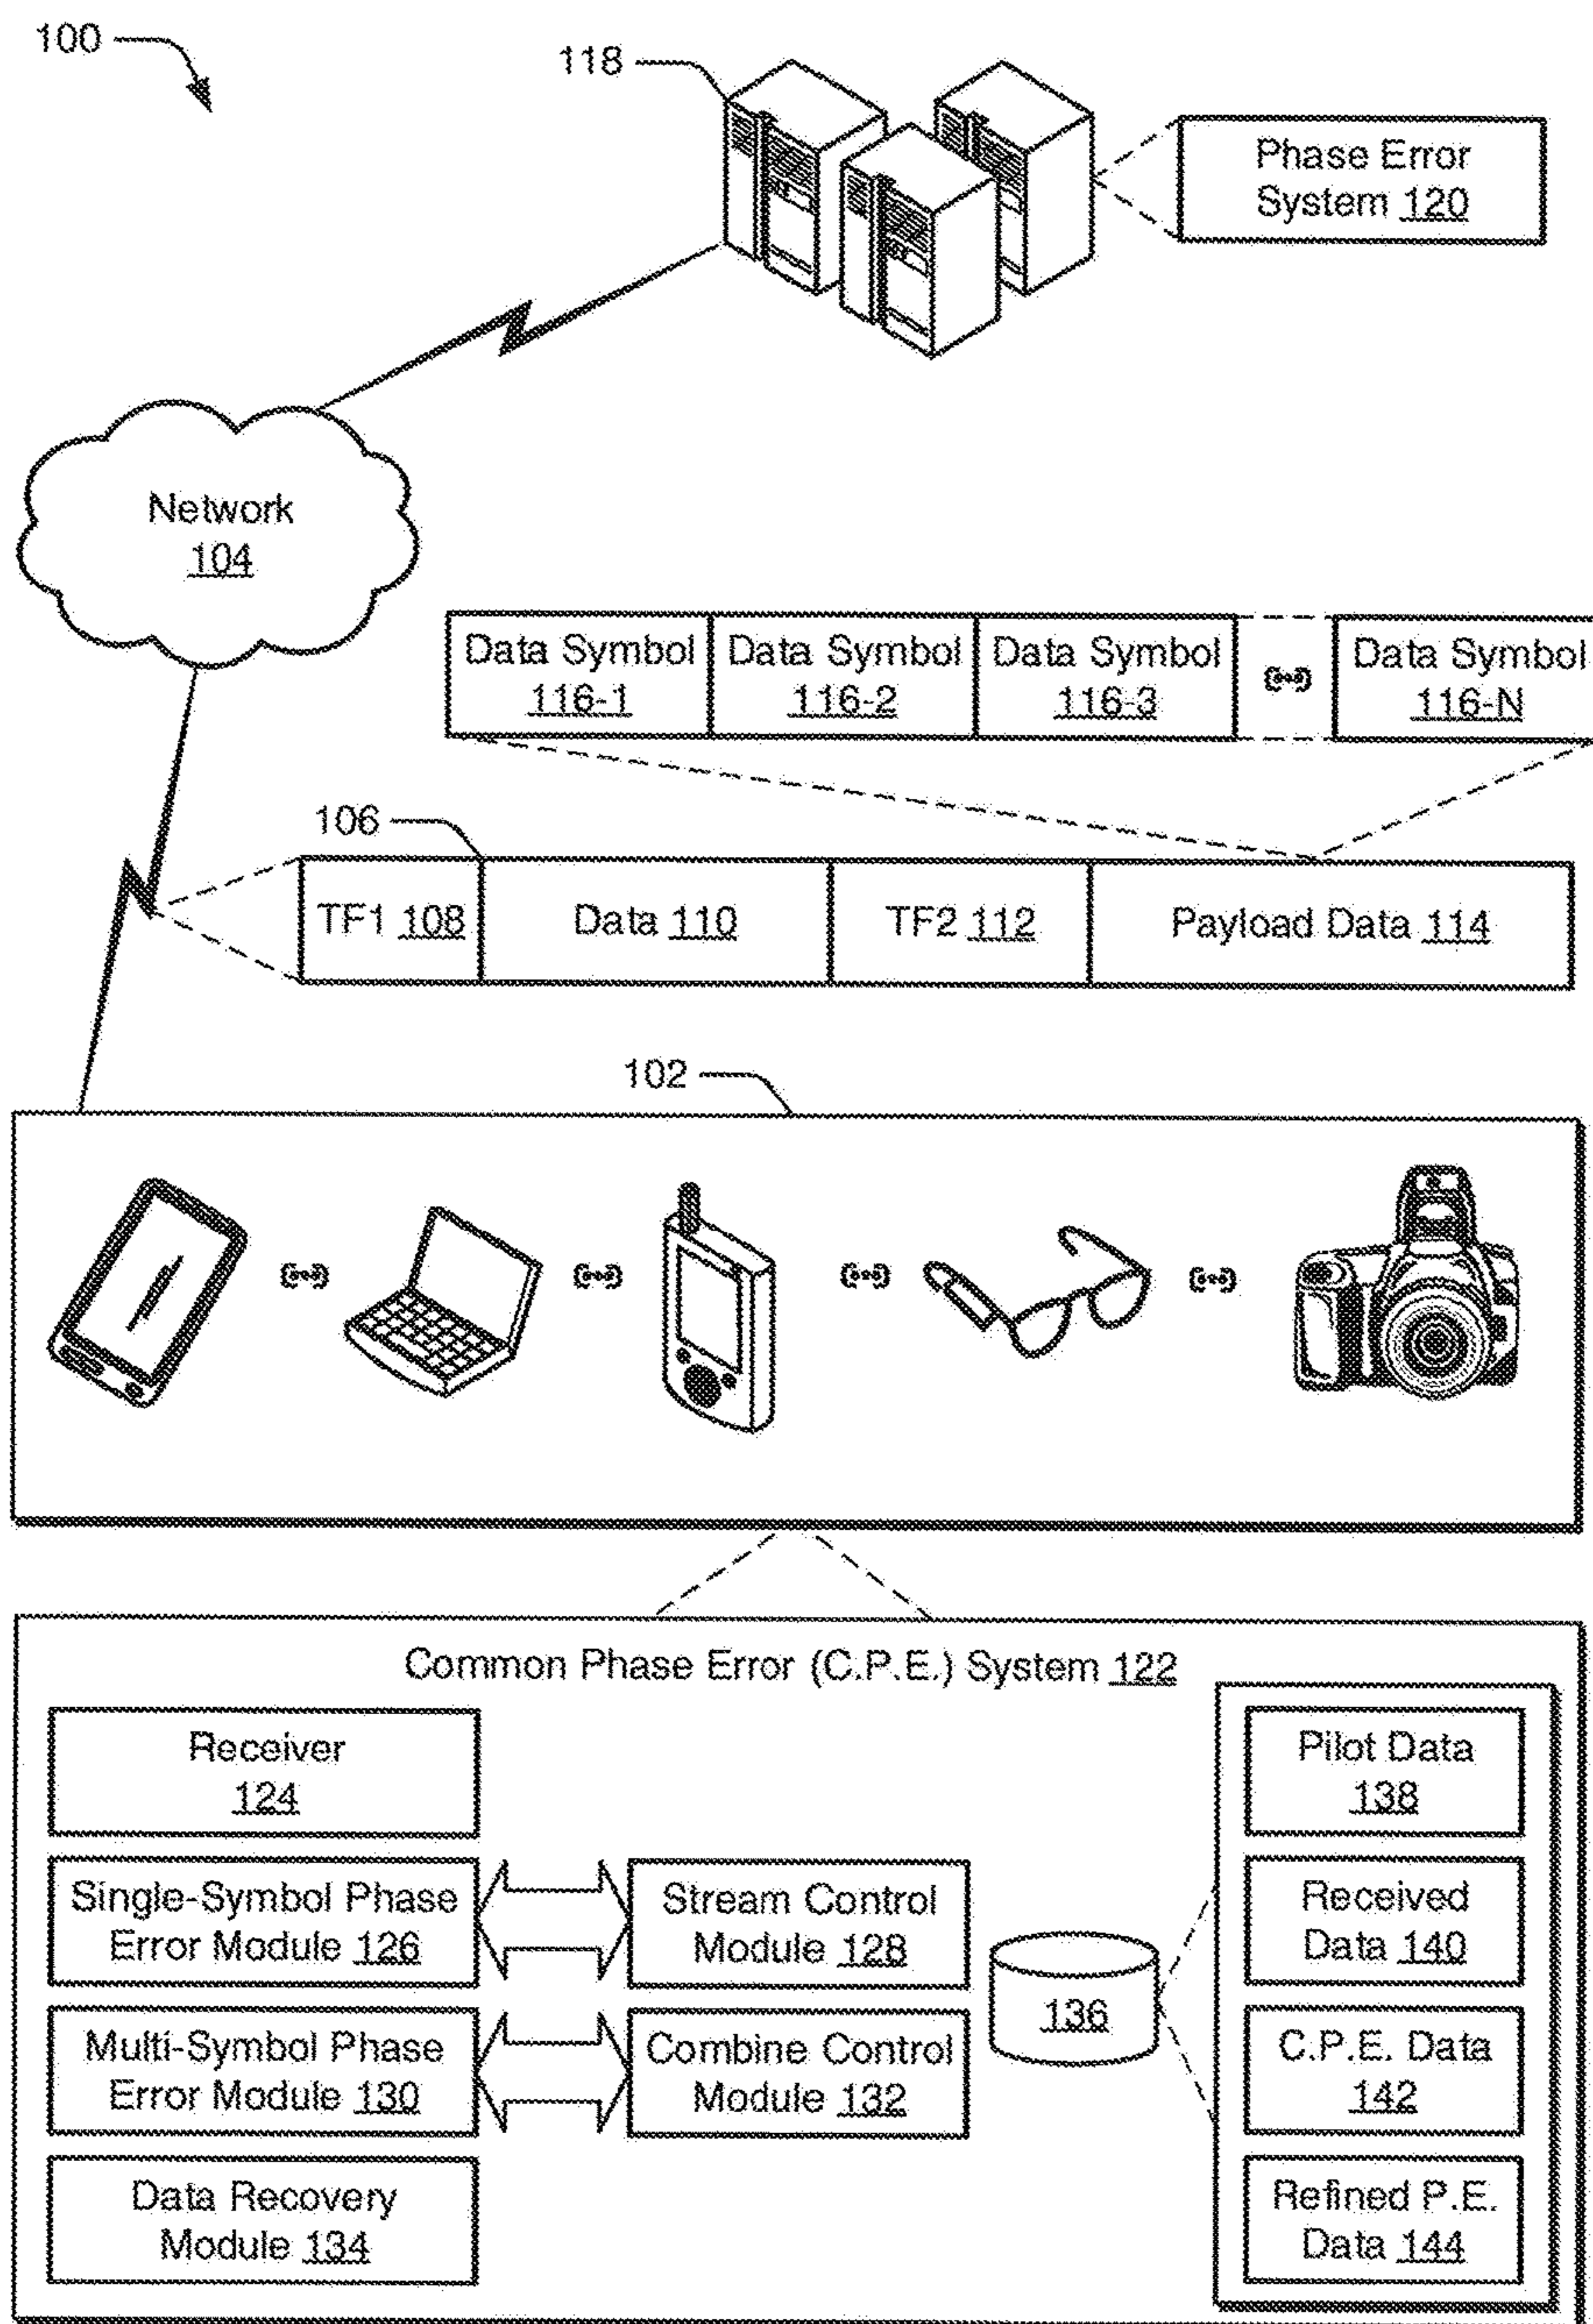 100
118
Phase Error
System 120
Network
104
Data Symbol
116-1
Data Symbol
116-2
Data Symbol
116-3
Data Symbol
116-N
106
TF1 108
Data 110
TF2 112
Payload Data 114
102
Common Phase Error (C.P.E.) System 122
Receiver
124
Single-Symbol Phase
Error Module 126
Stream Control
Module 128
Multi-Symbol Phase
Error Module 130
Combine Control
Module 132
Data Recovery
Module 134
136
Pilot Data
138
Received
Data 140
C.P.E. Data
142
Refined P.E.
Data 144